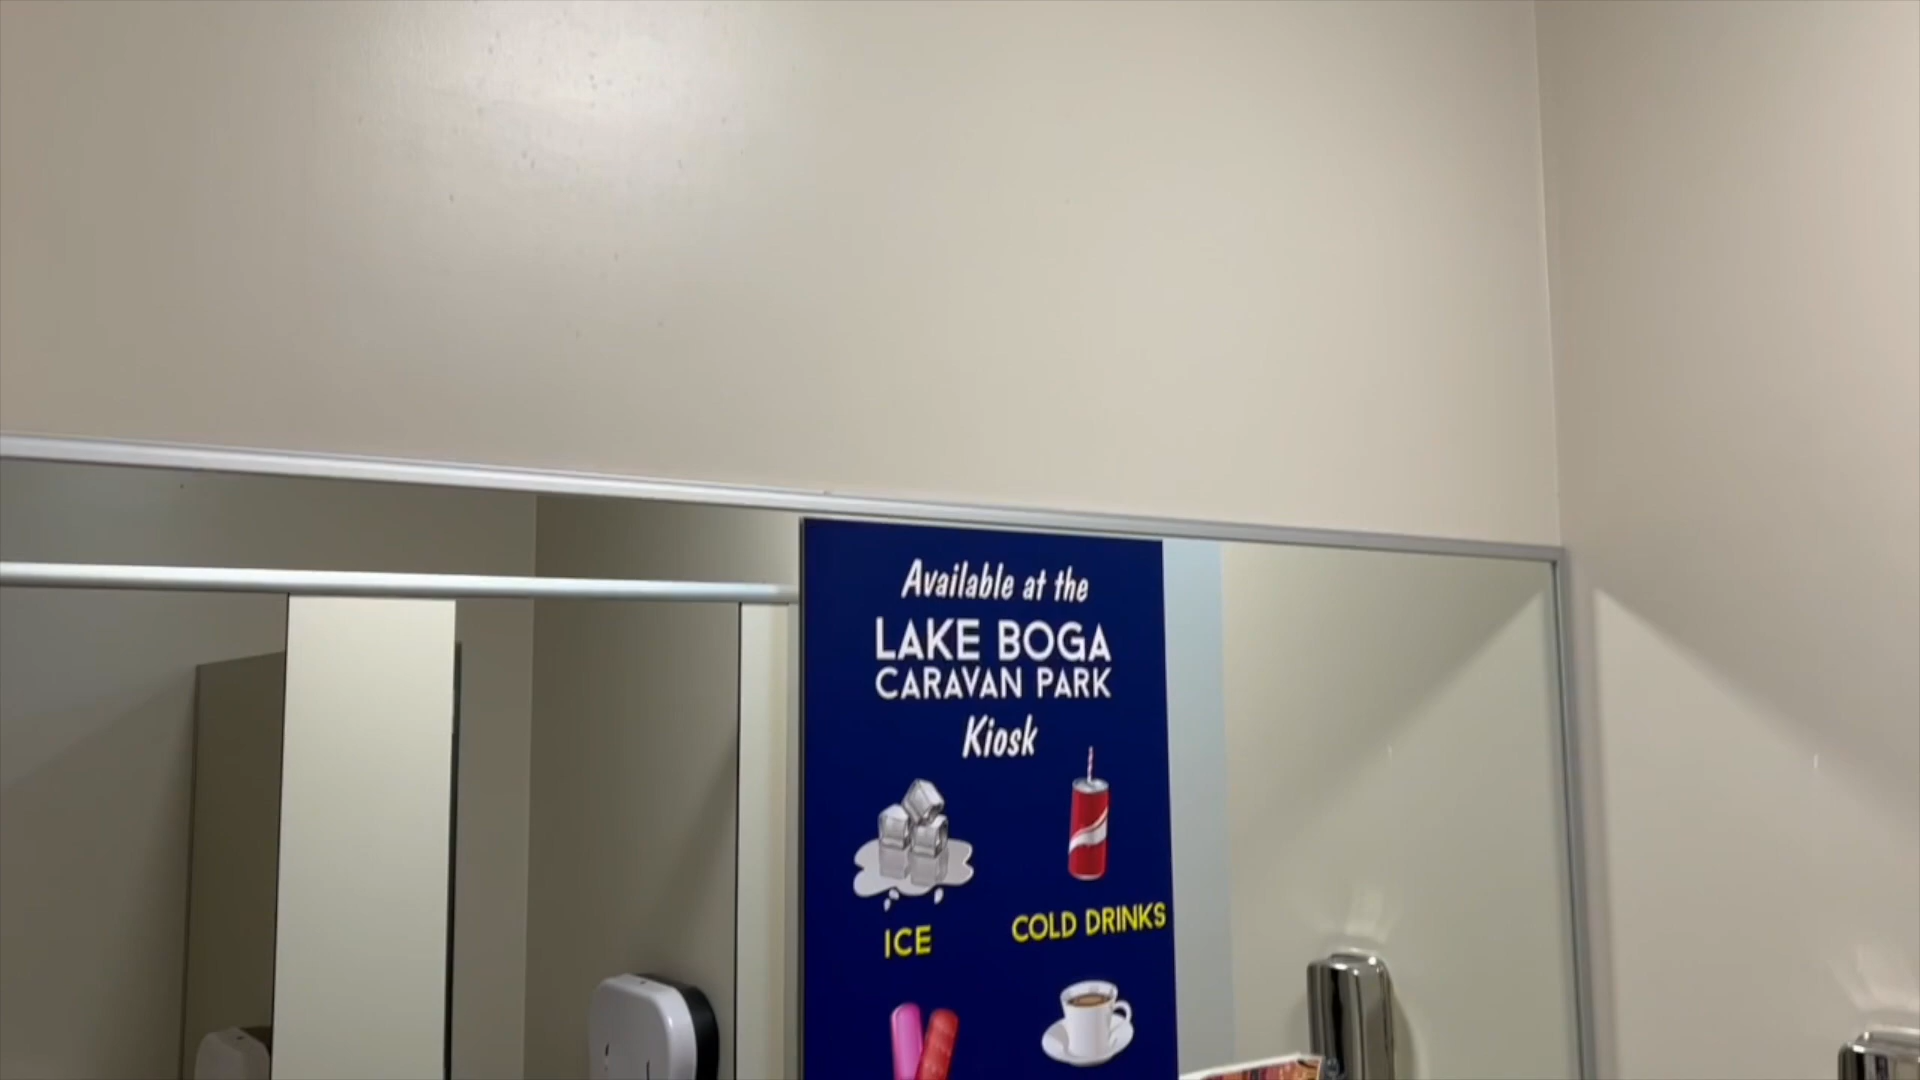 Available at the
LAKE BOGA
CARAVAN PARK
Kiosk
ICE
COLD DRINKS